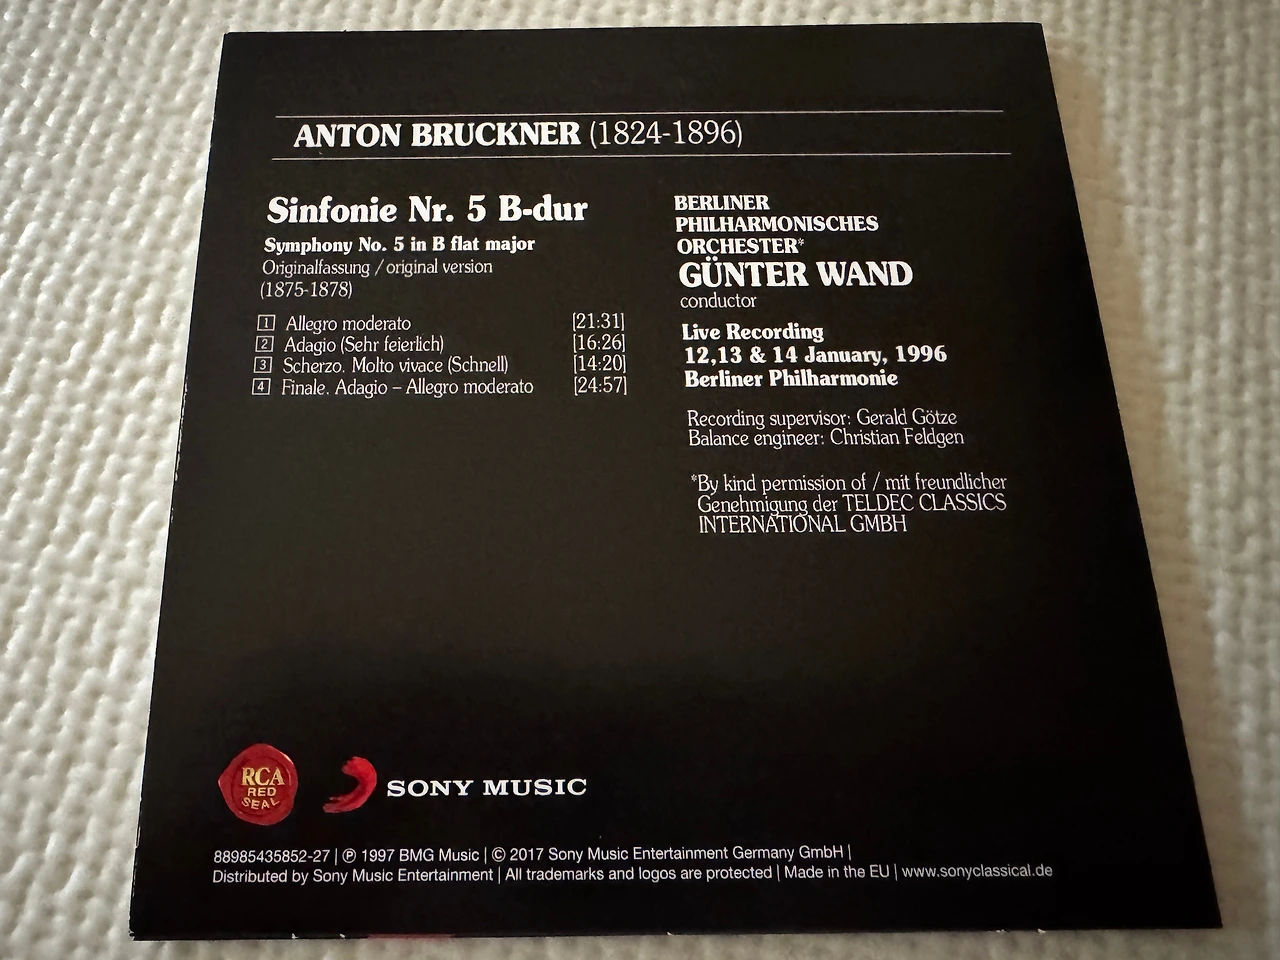 ANTON BRUCKNER (1824-1896)
Sinfonie Nr. 5 B-dur
Symphony No. 5 in B flat major
Originalfassung / original version
(1875-1878)
1 Allegro moderato [21:31]
2 Adagio (Sehr feierlich) [16:26]
3 Scherzo. Molto vivace (Schnell) [14:20]
4 Finale. Adagio – Allegro moderato [24:57]
BERLINER
PHILHARMONISCHES
ORCHESTER*
GÜNTER WAND
conductor
Live Recording
12,13 & 14 January, 1996
Berliner Philharmonie
Recording supervisor: Gerald Götze
Balance engineer: Christian Feldgen
*By kind permission of / mit freundlicher
Genehmigung der TELDEC CLASSICS
INTERNATIONAL GMBH
RCA
RED
SEAL
SONY MUSIC
88985435852-27 | ℗ 1997 BMG Music | © 2017 Sony Music Entertainment Germany GmbH |
Distributed by Sony Music Entertainment | All trademarks and logos are protected | Made in the EU | www.sonyclassical.de